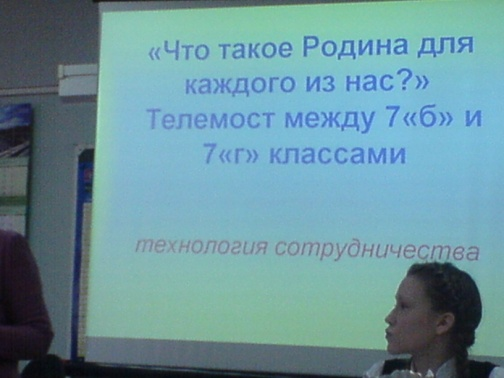 «Что такое Родина для
каждого из нас?»
Телемост между 7«б» и
7«г» классами
технология сотрудничества